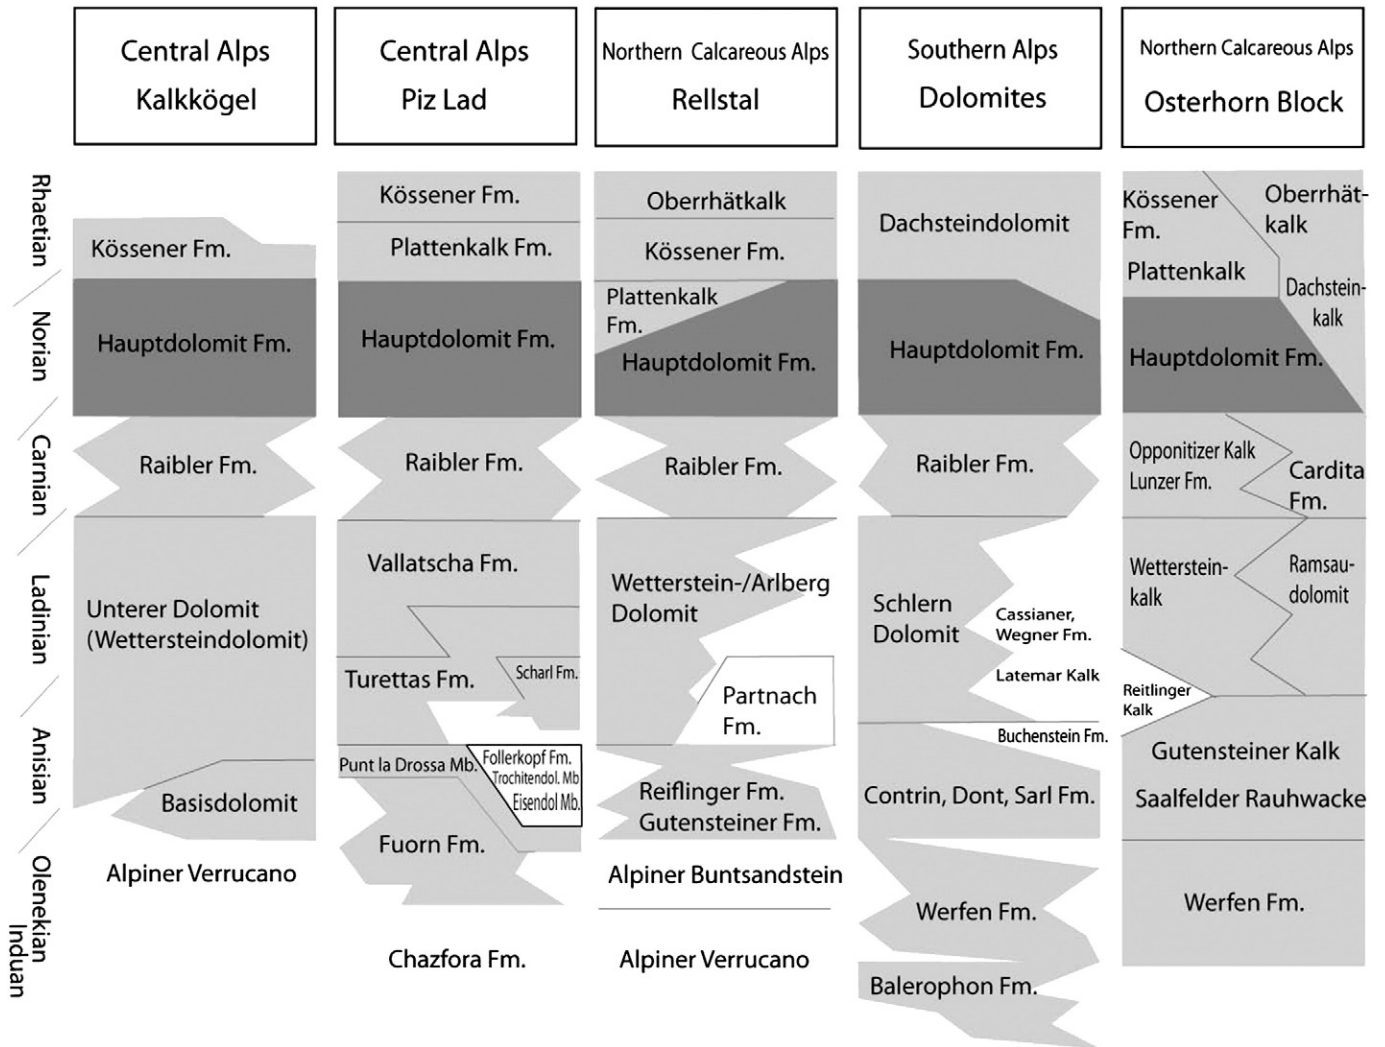 Central Alps
Kalkkögel
Central Alps
Piz Lad
Northern Calcareous Alps
Rellstal
Southern Alps
Dolomites
Northern Calcareous Alps
Osterhorn Block
Rhaetian
Norian
Carnian
Ladinian
Anisian
Olenekian
Induan
Kössener Fm.
Hauptdolomit Fm.
Raibler Fm.
Unterer Dolomit
(Wettersteindolomit)
Basisdolomit
Alpiner Verrucano
Kössener Fm.
Plattenkalk Fm.
Hauptdolomit Fm.
Raibler Fm.
Vallatscha Fm.
Turettas Fm.
Scharl Fm.
Punt la Drossa Mb.
Follerkopf Fm.
Trochitendol. Mb
Eisendol Mb.
Fuorn Fm.
Chazfora Fm.
Oberrhätkalk
Kössener Fm.
Plattenkalk
Fm.
Hauptdolomit Fm.
Raibler Fm.
Wetterstein-/Arlberg
Dolomit
Partnach
Fm.
Reiflinger Fm.
Gutensteiner Fm.
Alpiner Buntsandstein
Alpiner Verrucano
Dachsteindolomit
Hauptdolomit Fm.
Raibler Fm.
Schlern
Dolomit
Cassianer,
Wegner Fm.
Latemar Kalk
Buchenstein Fm.
Contrin, Dont, Sarl Fm.
Werfen Fm.
Balerophon Fm.
Kössener
Fm.
Oberrhät-
kalk
Plattenkalk
Dachstein-
kalk
Hauptdolomit Fm.
Opponitizer Kalk
Lunzer Fm.
Cardita
Fm.
Wetterstein-
kalk
Ramsau-
dolomit
Reitlinger
Kalk
Gutensteiner Kalk
Saalfelder Rauhwacke
Werfen Fm.